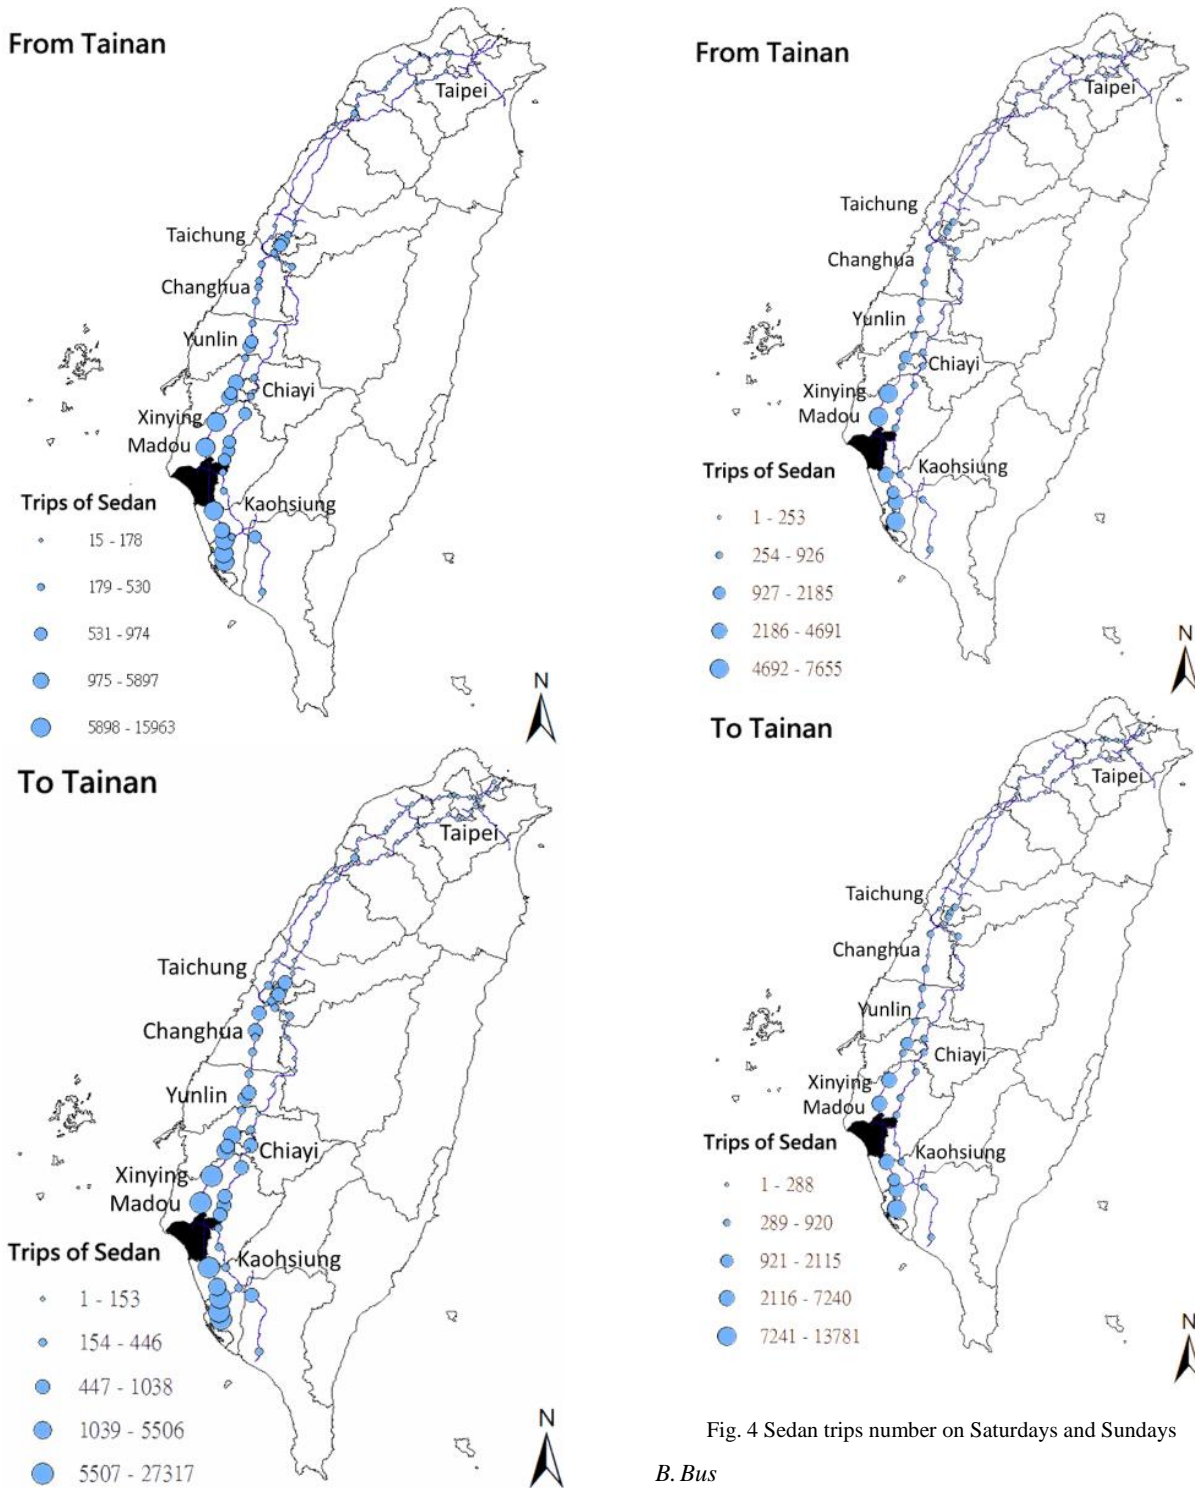 From Tainan
Taipei
Taichung
Changhua
Yunlin
Chiayi
Xinying
Madou
Kaohsiung
Trips of Sedan
15 - 178
179 - 530
531 - 974
975 - 5897
5898 - 15963
N
To Tainan
Taipei
Taichung
Changhua
Yunlin
Chiayi
Xinying
Madou
Kaohsiung
Trips of Sedan
1 - 153
154 - 446
447 - 1038
1039 - 5506
5507 - 27317
N
From Tainan
Taipei
Taichung
Changhua
Yunlin
Chiayi
Xinying
Madou
Kaohsiung
Trips of Sedan
1 - 253
254 - 926
927 - 2185
2186 - 4691
4692 - 7655
N
To Tainan
Taipei
Taichung
Changhua
Yunlin
Chiayi
Xinying
Madou
Kaohsiung
Trips of Sedan
1 - 288
289 - 920
921 - 2115
2116 - 7240
7241 - 13781
N
Fig. 4 Sedan trips number on Saturdays and Sundays
B. Bus